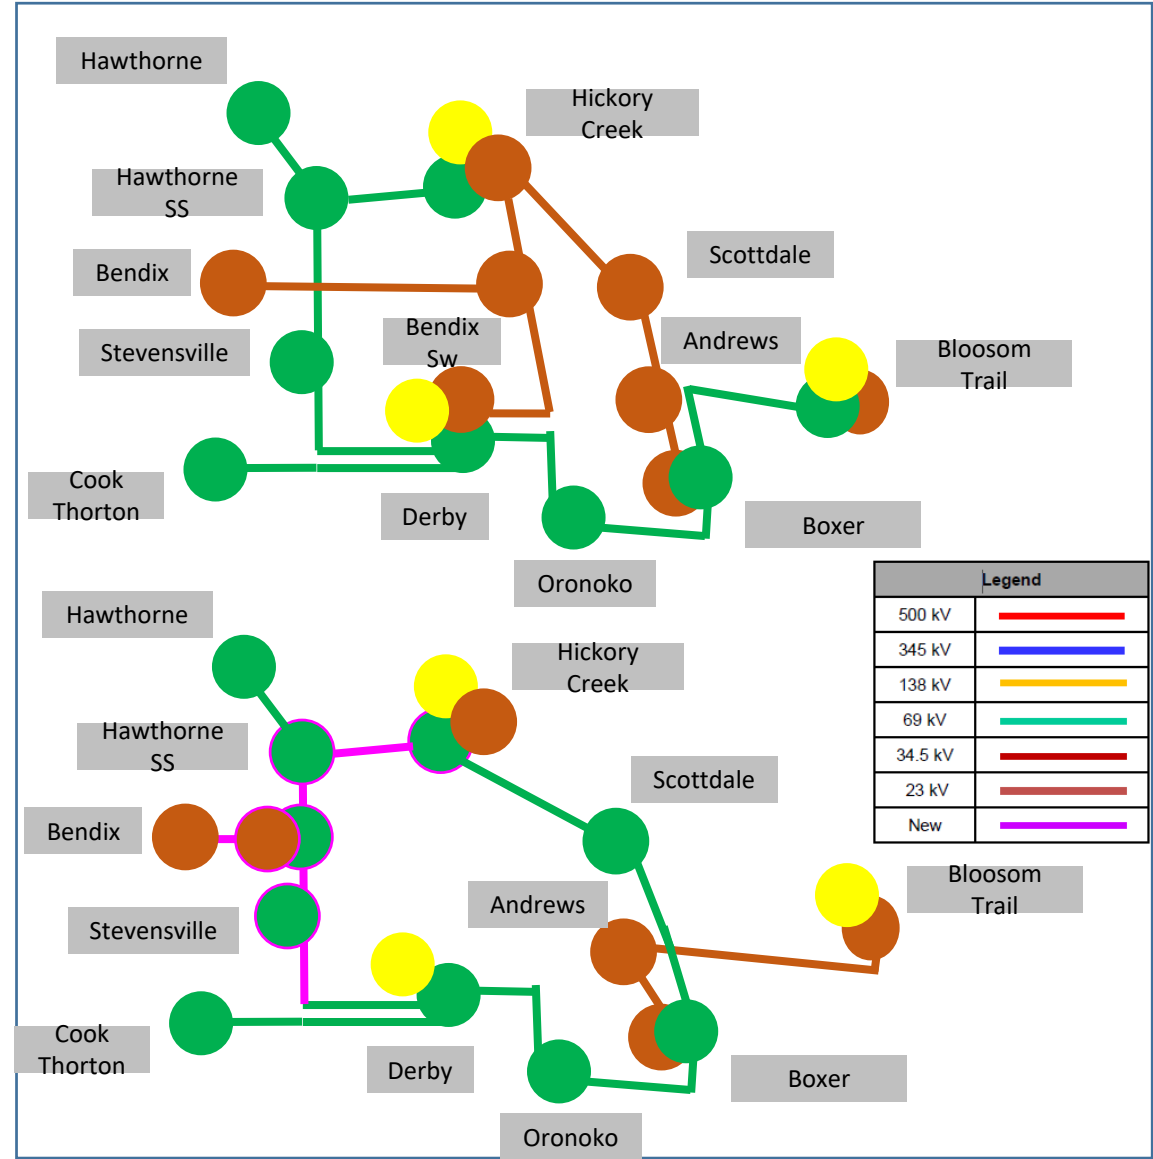 Hawthorne
Hickory
Creek
Hawthorne
SS
Scottdale
Bendix
Bendix
Sw
Andrews
Stevensville
Bloosom
Trail
Cook
Thorton
Derby
Boxer
Oronoko
Legend
500 kV
345 kV
138 kV
69 kV
34.5 kV
23 kV
New
Hawthorne
Hickory
Creek
Hawthorne
SS
Scottdale
Bendix
Bloosom
Trail
Andrews
Stevensville
Cook
Thorton
Derby
Boxer
Oronoko